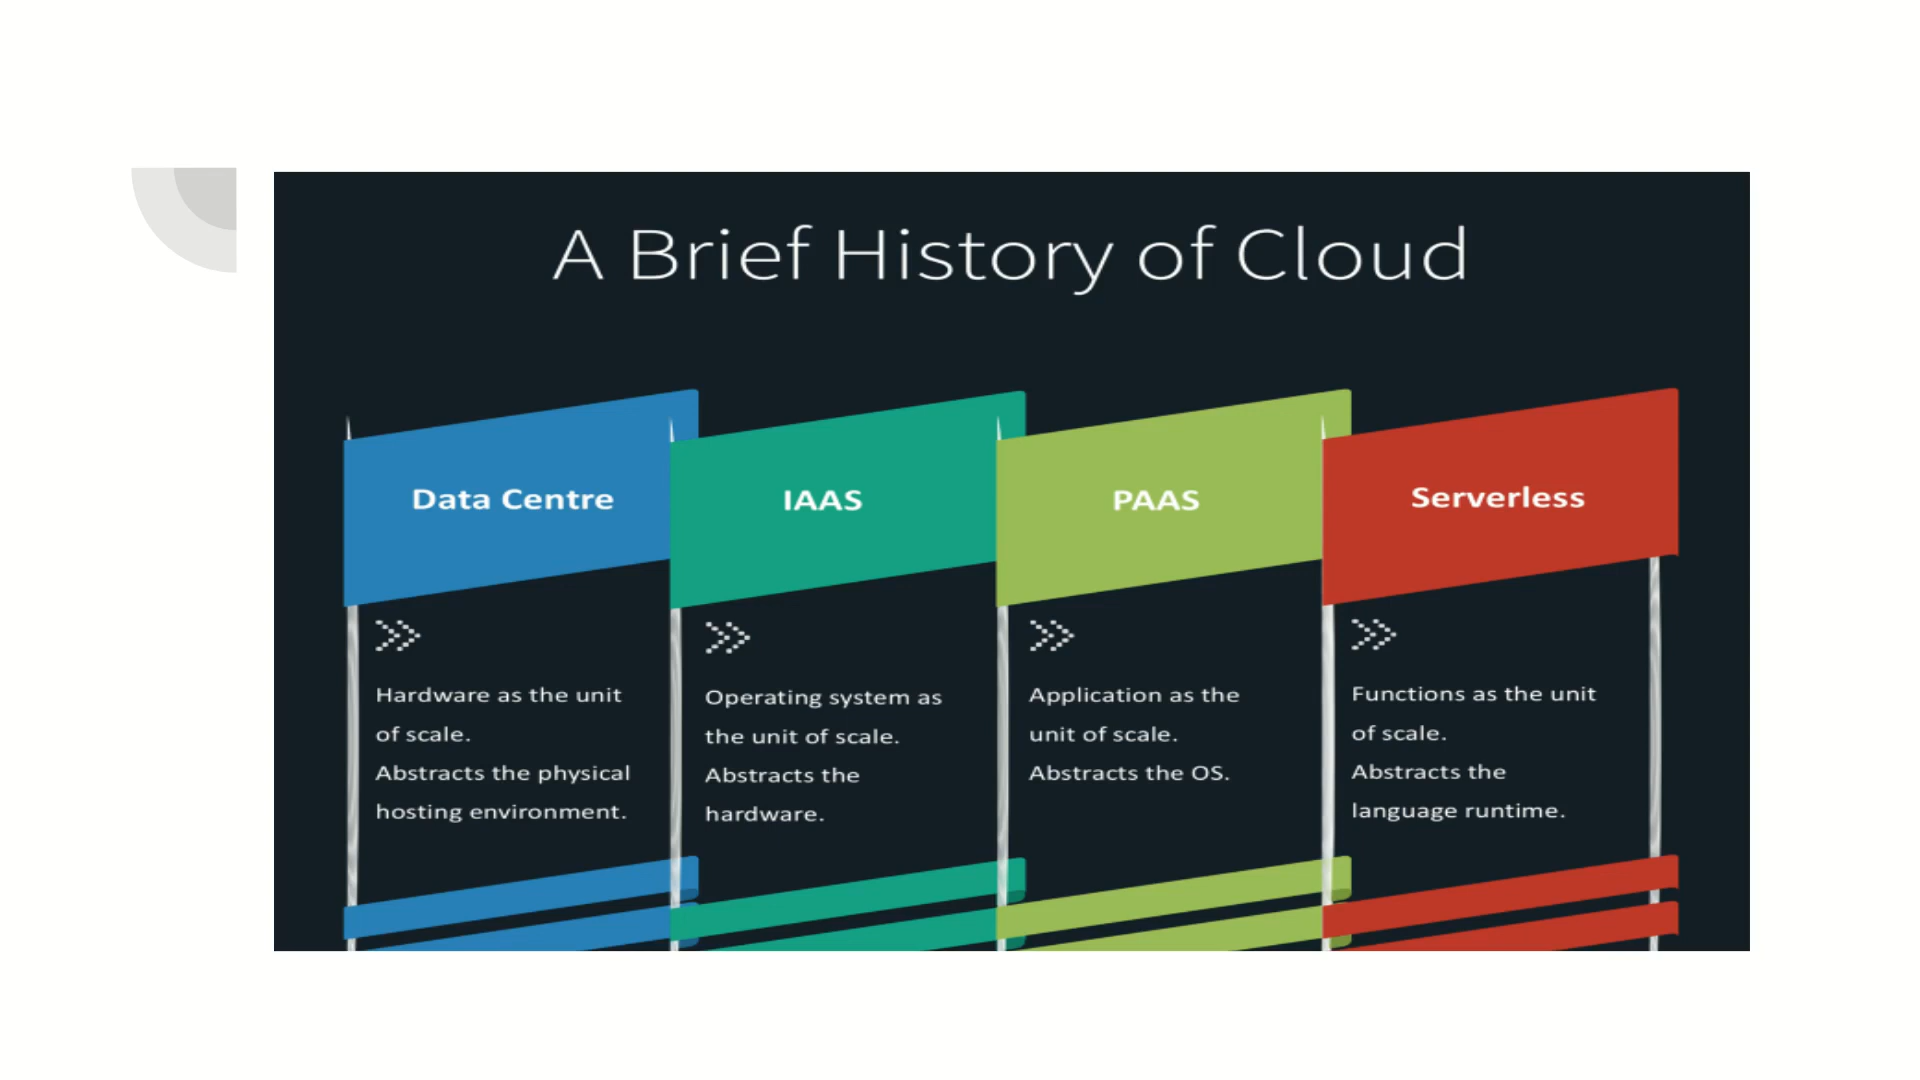 A Brief History of Cloud
Data Centre
Hardware as the unit
of scale.
Abstracts the physical
hosting environment.
IAAS
Operating system as
the unit of scale.
Abstracts the
hardware.
PAAS
Application as the
unit of scale.
Abstracts the OS.
Serverless
Functions as the unit
of scale.
Abstracts the
language runtime.